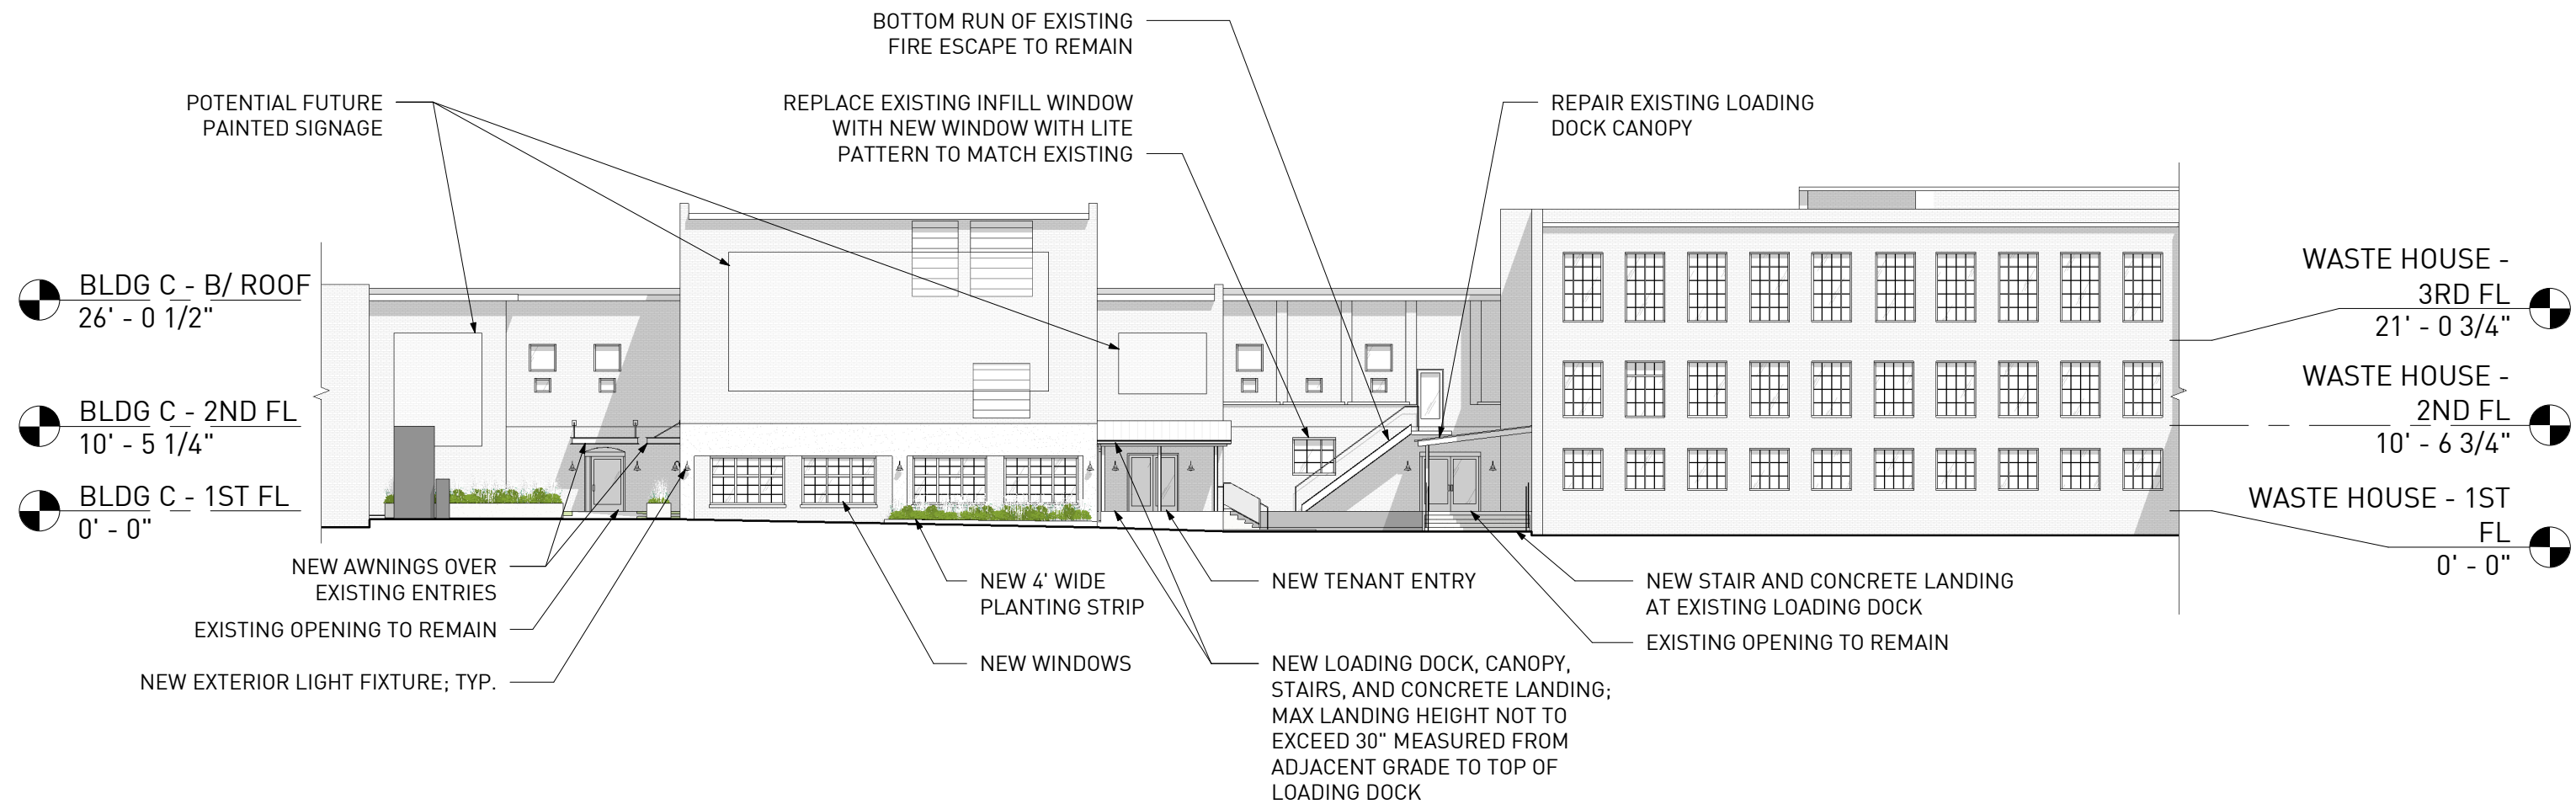 BOTTOM RUN OF EXISTING
FIRE ESCAPE TO REMAIN
POTENTIAL FUTURE
PAINTED SIGNAGE
REPLACE EXISTING INFILL WINDOW
WITH NEW WINDOW WITH LITE
PATTERN TO MATCH EXISTING
REPAIR EXISTING LOADING
DOCK CANOPY
BLDG C - B/ ROOF
26' - 0 1/2"
BLDG C - 2ND FL
10' - 5 1/4"
BLDG C - 1ST FL
0' - 0"
WASTE HOUSE -
3RD FL
21' - 0 3/4"
WASTE HOUSE -
2ND FL
10' - 6 3/4"
WASTE HOUSE - 1ST
FL
0' - 0"
NEW AWNINGS OVER
EXISTING ENTRIES
EXISTING OPENING TO REMAIN
NEW EXTERIOR LIGHT FIXTURE; TYP.
NEW 4' WIDE
PLANTING STRIP
NEW WINDOWS
NEW TENANT ENTRY
NEW LOADING DOCK, CANOPY,
STAIRS, AND CONCRETE LANDING;
MAX LANDING HEIGHT NOT TO
EXCEED 30" MEASURED FROM
ADJACENT GRADE TO TOP OF
LOADING DOCK
NEW STAIR AND CONCRETE LANDING
AT EXISTING LOADING DOCK
EXISTING OPENING TO REMAIN